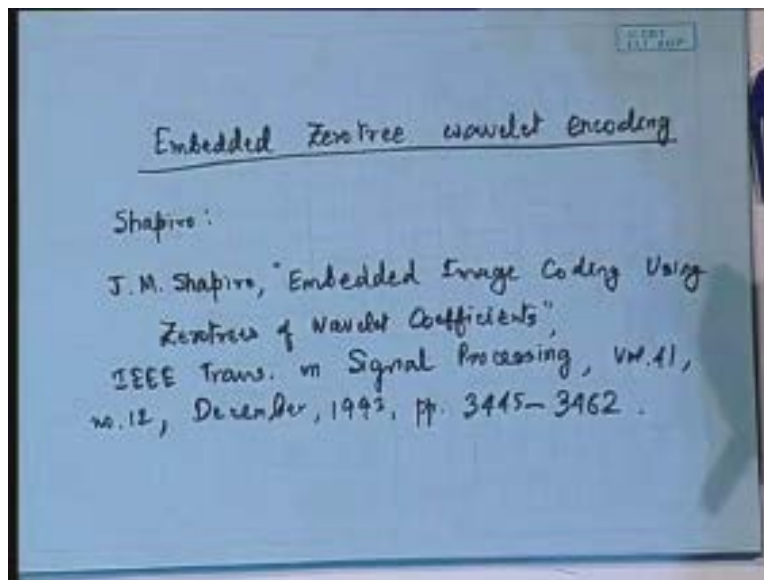 Embedded Zerotree wavelet encoding
Shapiro:
J.M. Shapiro, "Embedded Image Coding Using
Zerotrees of Wavelet Coefficients",
IEEE Trans. on Signal Processing, Vol.41,
no.12, December, 1993, pp. 3445-3462.